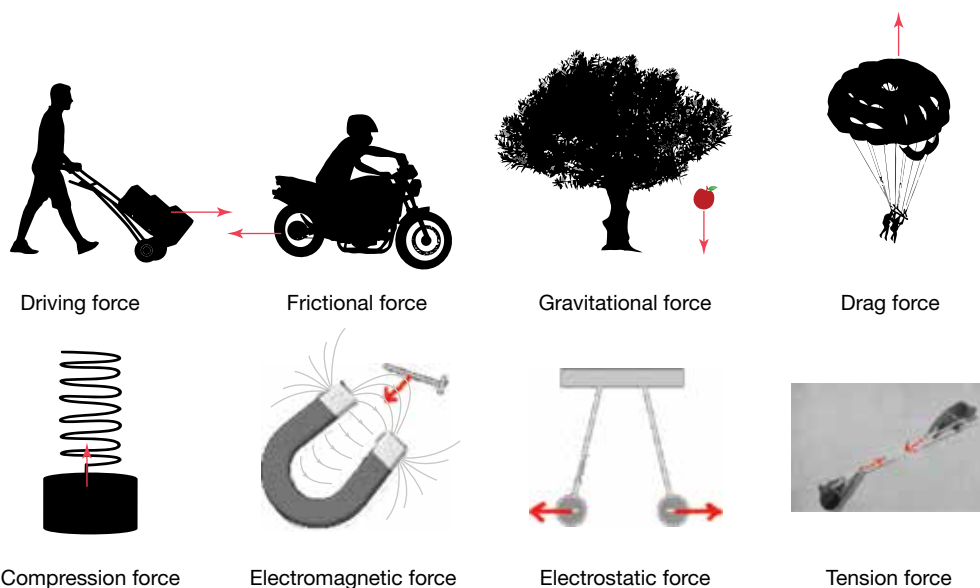 Driving force
Frictional force
Gravitational force
Drag force
Compression force
Electromagnetic force
Electrostatic force
Tension force